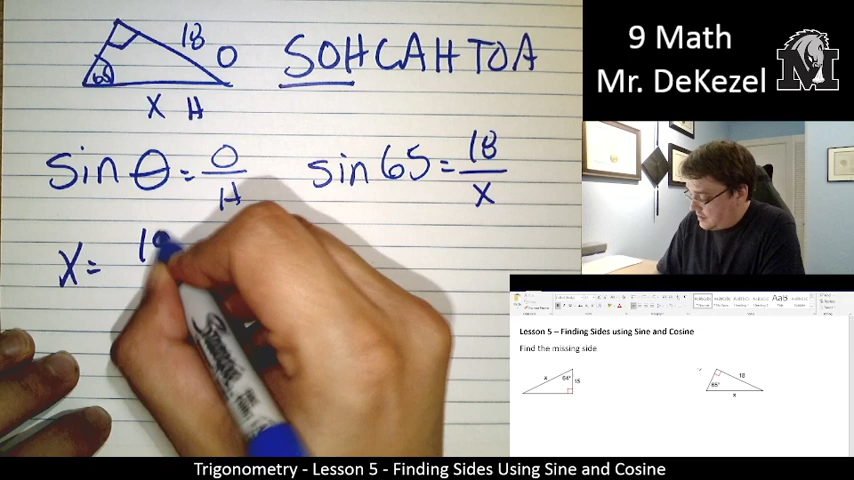 18 O SOHCAHTOA
65
X H
sin θ = O/H sin 65 = 18/X
X = 18
9 Math
Mr. DeKezel
M
Lesson 5 – Finding Sides using Sine and Cosine
Find the missing side
x 64° 15
18
65°
x
Trigonometry - Lesson 5 - Finding Sides Using Sine and Cosine